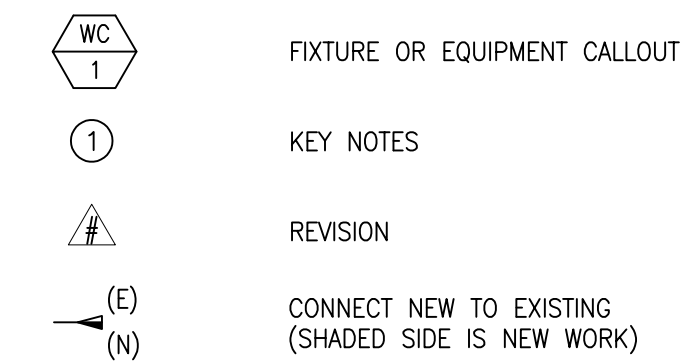 WC
1
FIXTURE OR EQUIPMENT CALLOUT
1
KEY NOTES
#
REVISION
(E)
(N)
CONNECT NEW TO EXISTING
(SHADED SIDE IS NEW WORK)